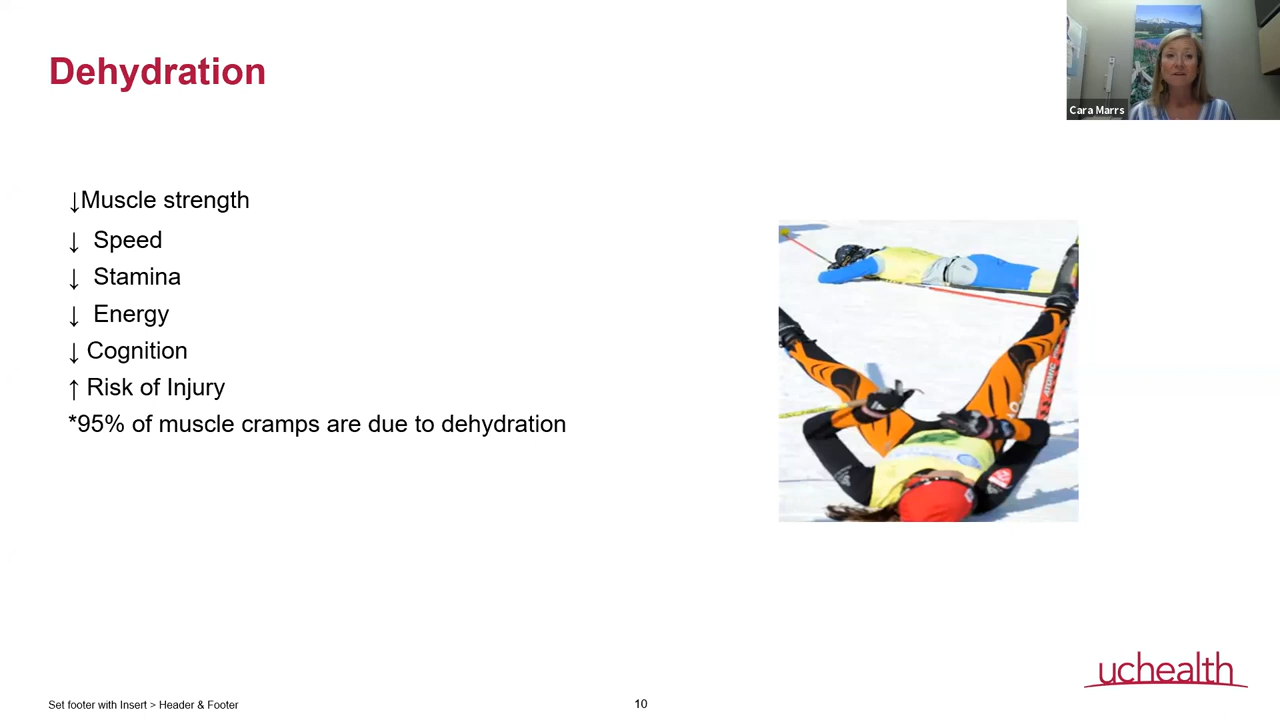 Dehydration
Cara Marrs
↓Muscle strength
↓ Speed
↓ Stamina
↓ Energy
↓ Cognition
↑ Risk of Injury
*95% of muscle cramps are due to dehydration
ATOMIC
uchealth
Set footer with Insert > Header & Footer
10